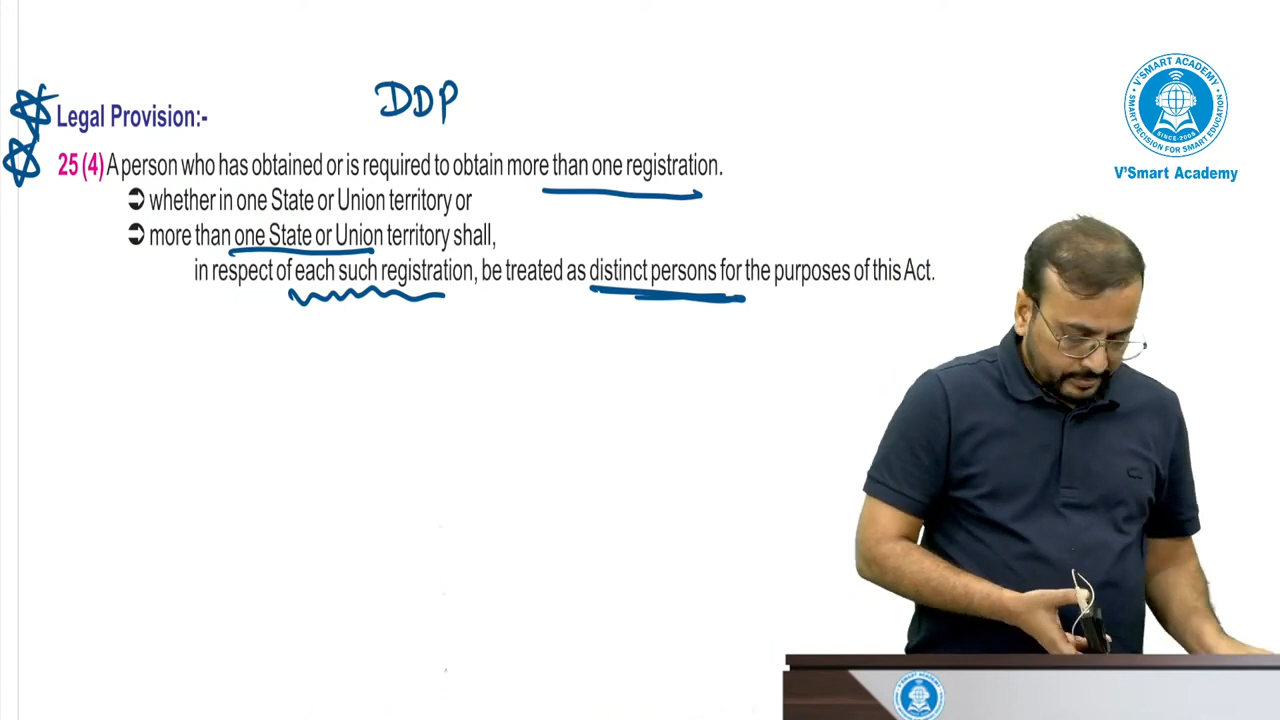 DDP
Legal Provision:-
25(4) A person who has obtained or is required to obtain more than one registration.
➲ whether in one State or Union territory or
➲ more than one State or Union territory shall,
in respect of each such registration, be treated as distinct persons for the purposes of this Act.
V'SMART ACADEMY
SINCE-2005
SMART DECISION FOR SMART EDUCATION
V'Smart Academy
V'SMART ACADEMY